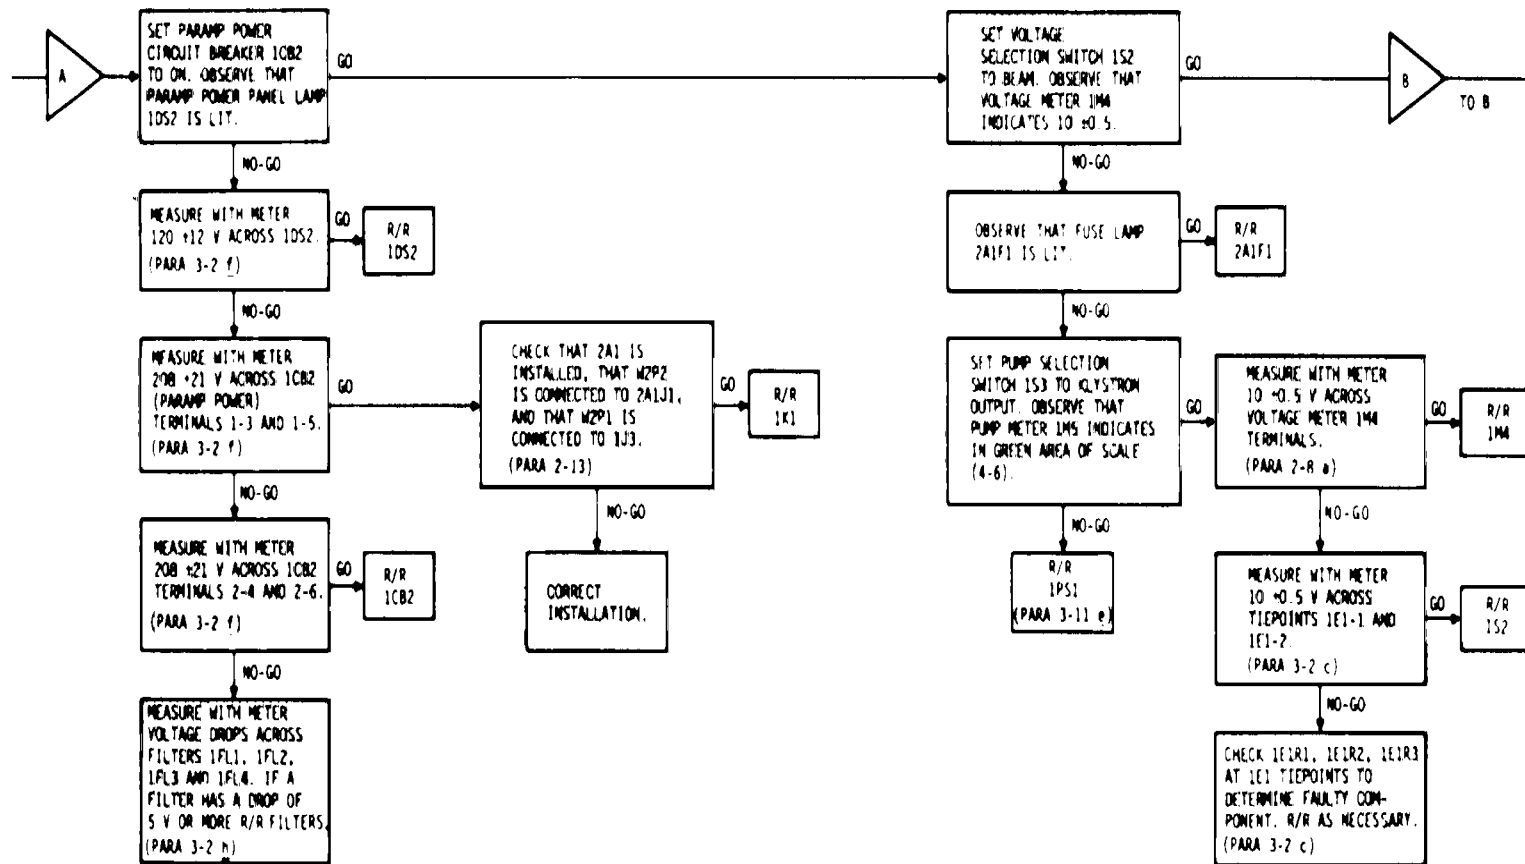 A
SET PARAMP POWER
CIRCUIT BREAKER 1CB2
TO ON. OBSERVE THAT
PARAMP POWER PANEL LAMP
1DS2 IS LIT.
GO
SET VOLTAGE
SELECTION SWITCH 1S2
TO BEAM. OBSERVE THAT
VOLTAGE METER 1M4
INDICATES 10 ±0.5.
GO
B
TO B
NO-GO
MEASURE WITH METER
120 ±12 V ACROSS 1DS2.
(PARA 3-2 f)
GO
R/R
1DS2
NO-GO
MEASURE WITH METER
208 ±21 V ACROSS 1CB2
(PARAMP POWER)
TERMINALS 1-3 AND 1-5.
(PARA 3-2 f)
GO
CHECK THAT 2A1 IS
INSTALLED, THAT W2P2
IS CONNECTED TO 2A1J1,
AND THAT W2P1 IS
CONNECTED TO 1J3.
(PARA 2-13)
GO
R/R
1K1
NO-GO
CORRECT
INSTALLATION.
NO-GO
MEASURE WITH METER
208 ±21 V ACROSS 1CB2
TERMINALS 2-4 AND 2-6.
(PARA 3-2 f)
GO
R/R
1CB2
NO-GO
MEASURE WITH METER
VOLTAGE DROPS ACROSS
FILTERS 1FL1, 1FL2,
1FL3 AND 1FL4. IF A
FILTER HAS A DROP OF
5 V OR MORE R/R FILTERS.
(PARA 3-2 h)
NO-GO
OBSERVE THAT FUSE LAMP
2A1F1 IS LIT.
GO
R/R
2A1F1
NO-GO
SET PUMP SELECTION
SWITCH 1S3 TO KLYSTRON
OUTPUT. OBSERVE THAT
PUMP METER 1M5 INDICATES
IN GREEN AREA OF SCALE
(4-6).
GO
MEASURE WITH METER
10 ±0.5 V ACROSS
VOLTAGE METER 1M4
TERMINALS.
(PARA 2-8 a)
GO
R/R
1M4
NO-GO
R/R
1PS1
(PARA 3-11 e)
NO-GO
MEASURE WITH METER
10 ±0.5 V ACROSS
TIEPOINTS 1E1-1 AND
1E1-2.
(PARA 3-2 c)
GO
R/R
1S2
NO-GO
CHECK 1E1R1, 1E1R2, 1E1R3
AT 1E1 TIEPOINTS TO
DETERMINE FAULTY COM-
PONENT. R/R AS NECESSARY.
(PARA 3-2 c)